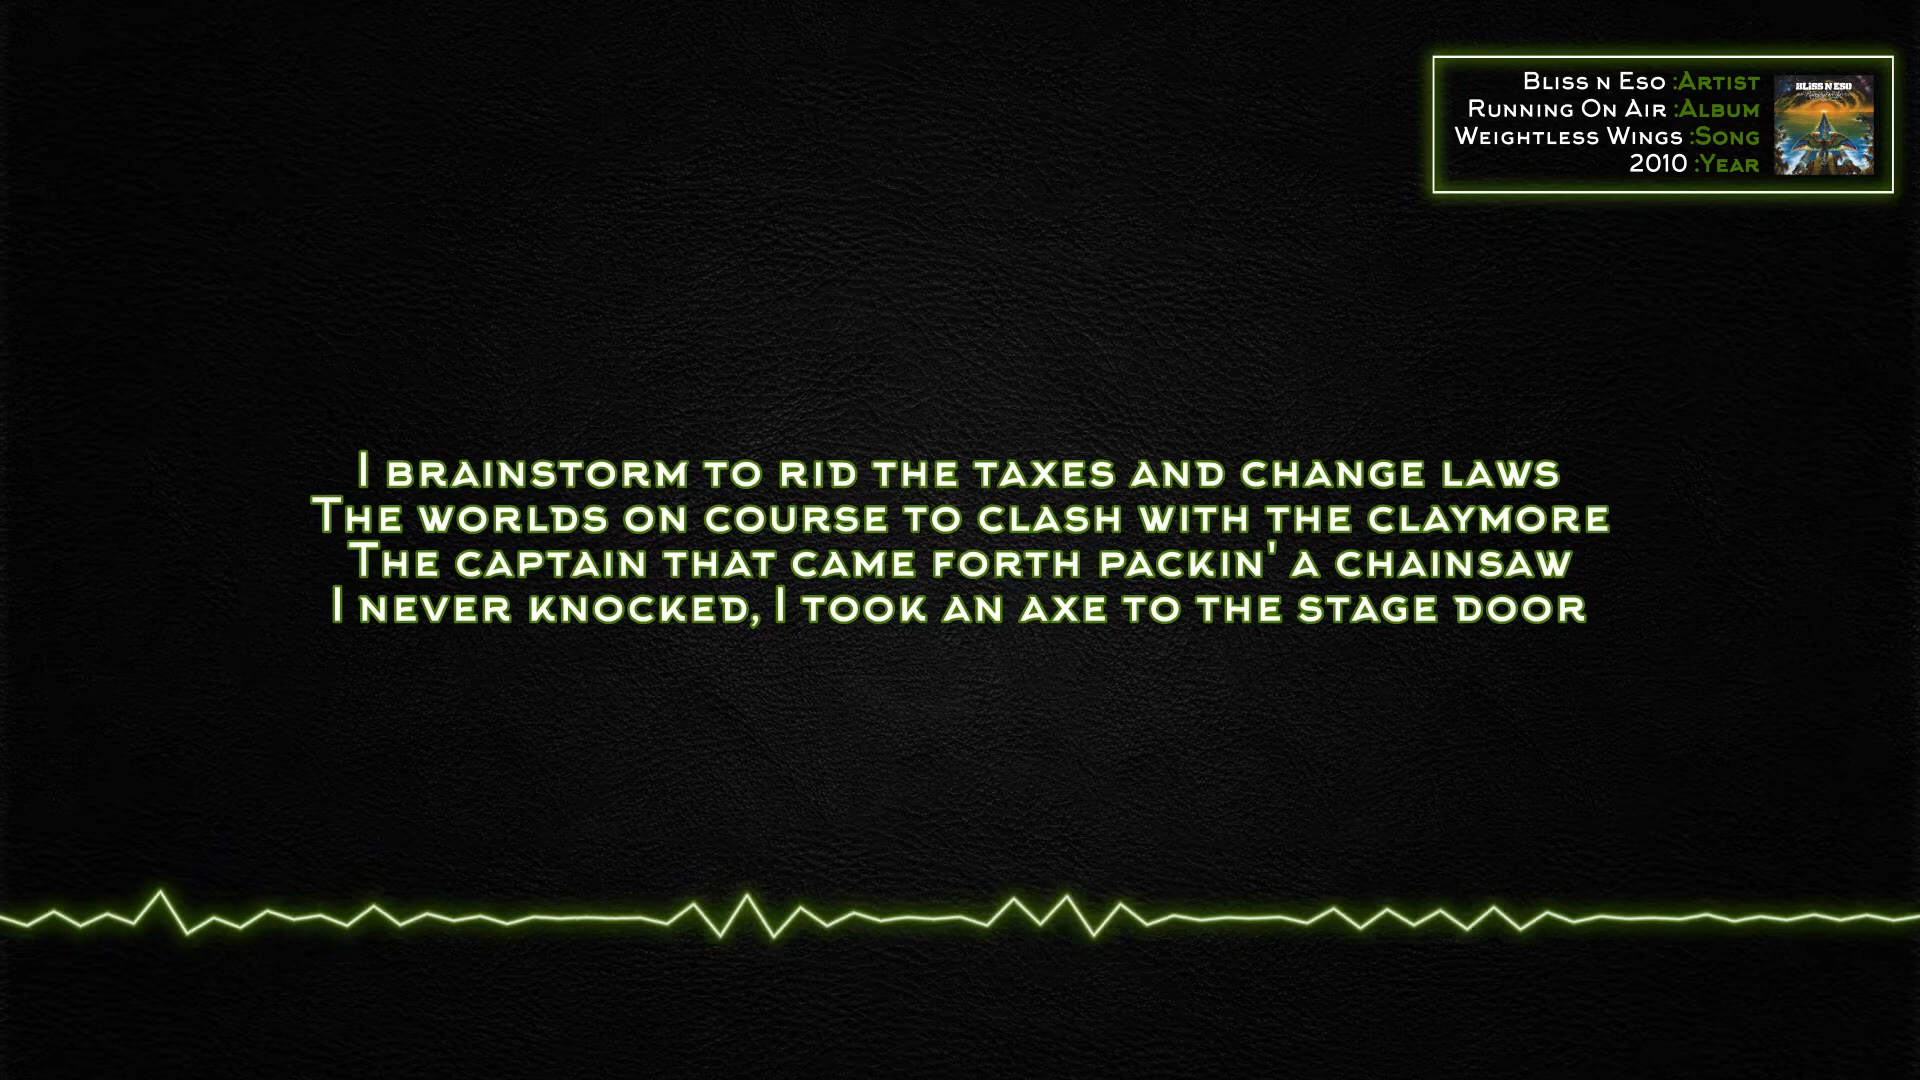 Bliss n Eso :Artist
Running On Air :Album
Weightless Wings :Song
2010 :Year
BLISS N ESO
I brainstorm to rid the taxes and change laws
The worlds on course to clash with the claymore
The captain that came forth packin' a chainsaw
I never knocked, I took an axe to the stage door